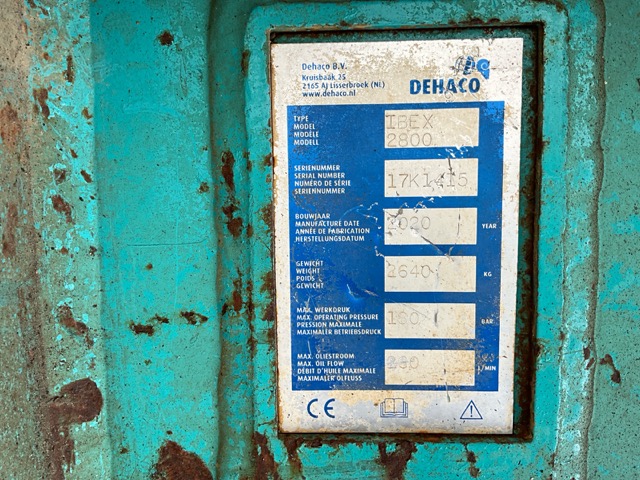 Dehaco B.V.
Kruisbaak 25
2165 AJ Lisserbroek (NL)
www.dehaco.nl
DEHACO
TYPE
MODEL
MODÈLE
MODELL
IBEX
2800
SERIENUMMER
SERIAL NUMBER
NUMÉRO DE SÉRIE
SERIENNUMMER
17K1415
BOUWJAAR
MANUFACTURE DATE
ANNÉE DE FABRICATION
HERSTELLUNGSDATUM
2020
YEAR
GEWICHT
WEIGHT
POIDS
GEWICHT
2640
KG
MAX. WERKDRUK
MAX. OPERATING PRESSURE
PRESSION MAXIMALE
MAXIMALER BETRIEBSDRUCK
BAR
MAX. OLIESTROOM
MAX. OIL FLOW
DÉBIT D'HUILE MAXIMALE
MAXIMALER OLFLUSS
L/MIN
CE